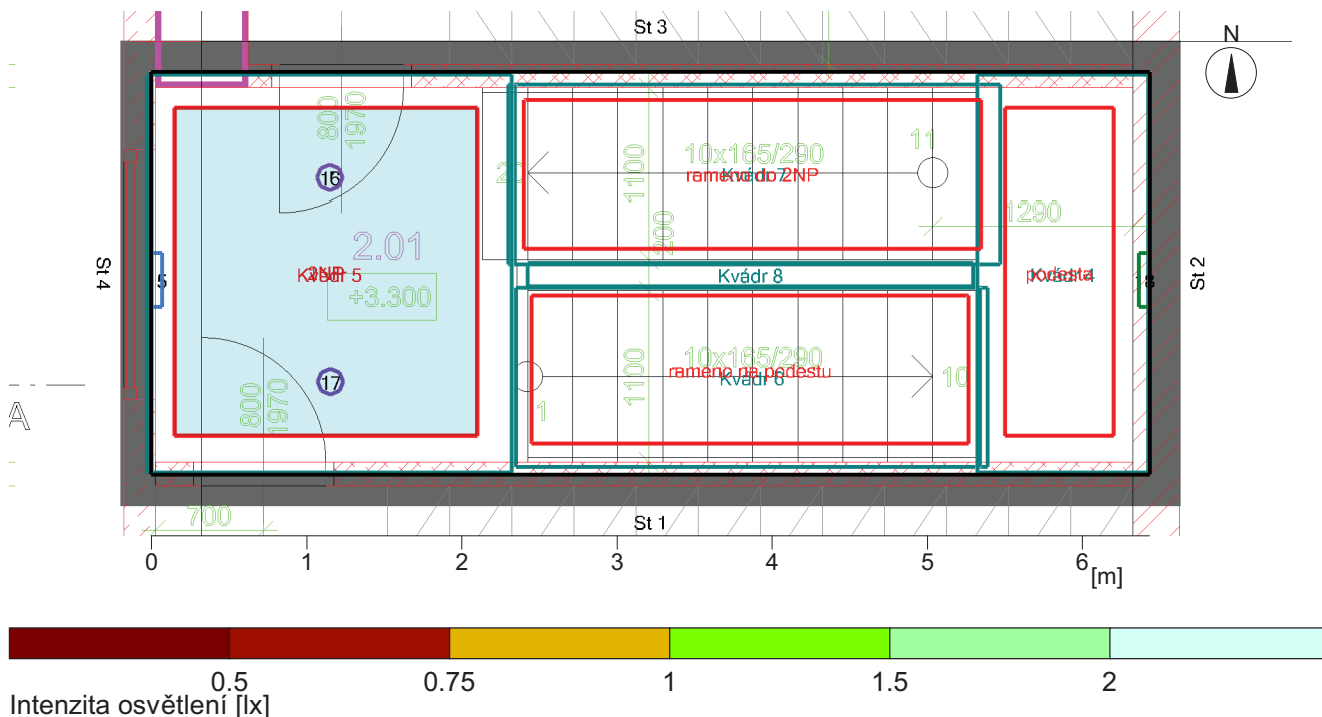 St 3
N
800
1970
16
10x165/290
11
1100
Kvádr 7
rameno do 2NP
200
1290
2.01
St 4
5
2NP
Kvádr 5
+3.300
Kvádr 8
podesta
Kvádr 4
St 2
17
10x165/290
1100
rameno na podestu
Kvádr 6
10
1
800
1970
A
700
St 1
0 1 2 3 4 5 6 [m]
0.5 0.75 1 1.5 2
Intenzita osvětlení [lx]